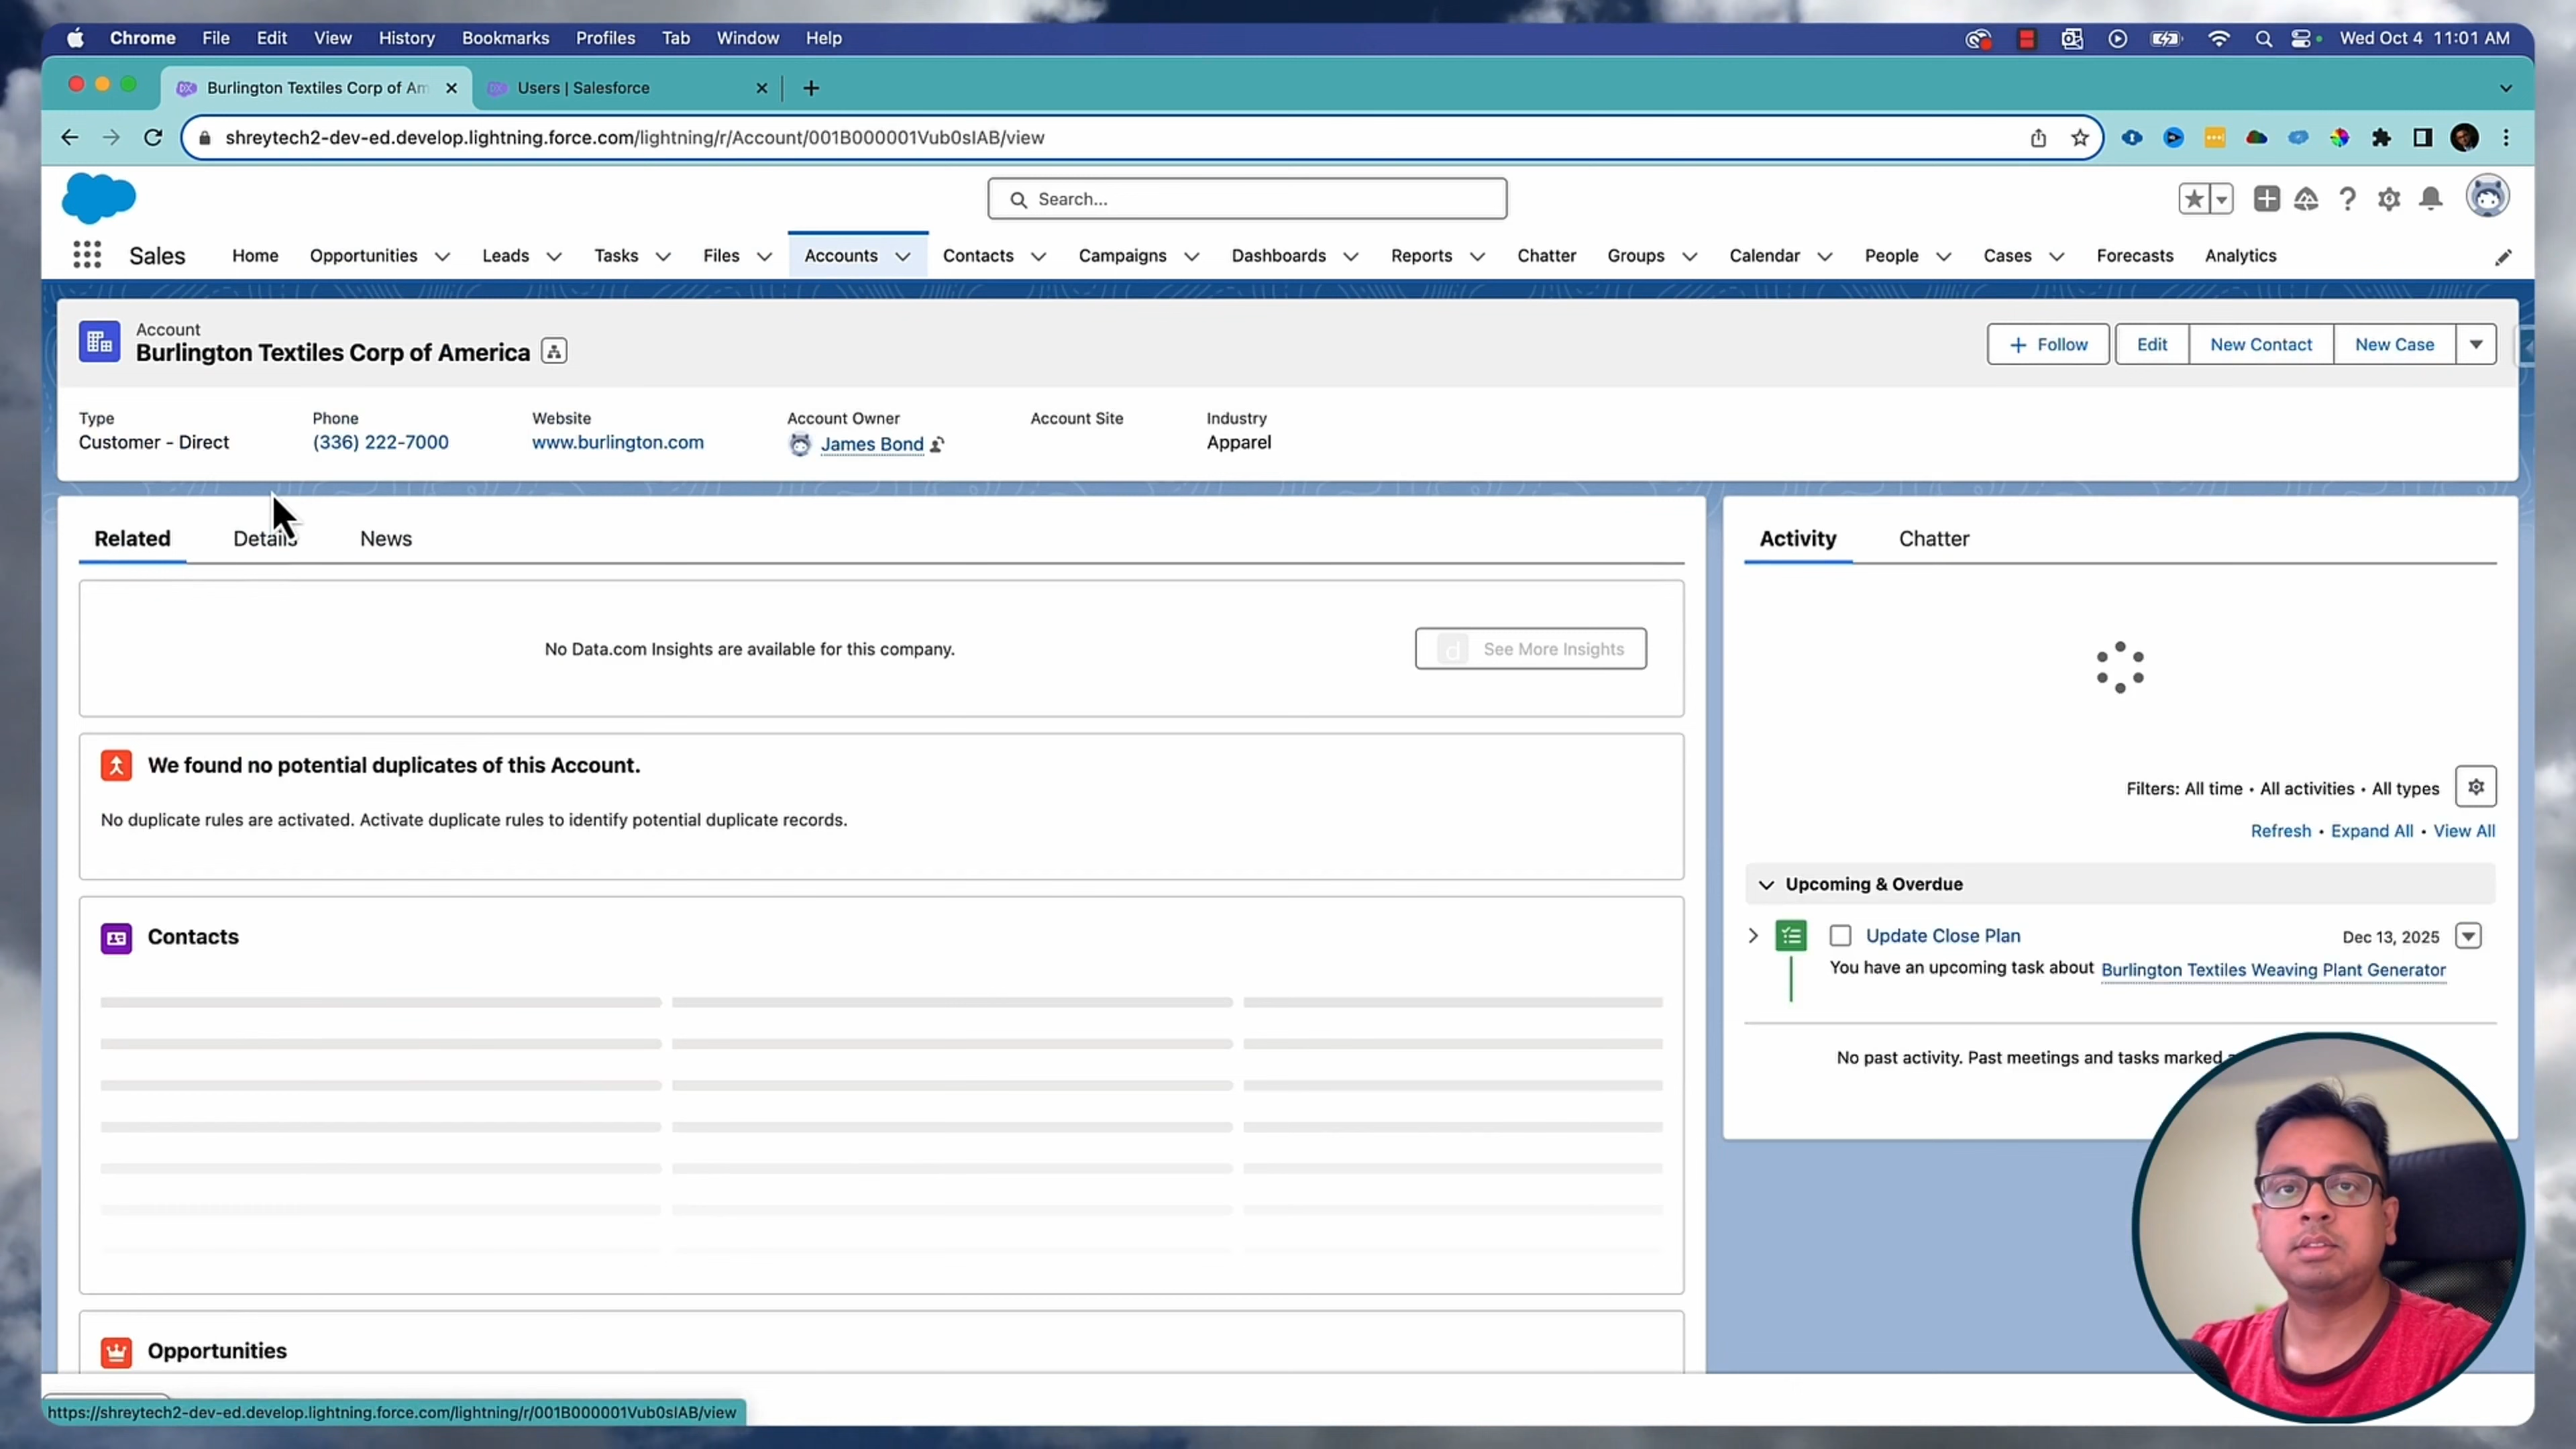 Chrome File Edit View History Bookmarks Profiles Tab Window Help Wed Oct 4 11:01 AM
Burlington Textiles Corp of Am Users | Salesforce
shreytech2-dev-ed.develop.lightning.force.com/lightning/r/Account/001B000001Vub0sIAB/view
Search...
Sales Home Opportunities Leads Tasks Files Accounts Contacts Campaigns Dashboards Reports Chatter Groups Calendar People Cases Forecasts Analytics
Account
Burlington Textiles Corp of America
+ Follow Edit New Contact New Case
Type Phone Website Account Owner Account Site Industry
Customer - Direct (336) 222-7000 www.burlington.com James Bond Apparel
Related Details News
No Data.com Insights are available for this company.
d See More Insights
We found no potential duplicates of this Account.
No duplicate rules are activated. Activate duplicate rules to identify potential duplicate records.
Contacts
Opportunities
Activity Chatter
Filters: All time • All activities • All types
Refresh • Expand All • View All
Upcoming & Overdue
Update Close Plan Dec 13, 2025
You have an upcoming task about Burlington Textiles Weaving Plant Generator
No past activity. Past meetings and tasks marked
https://shreytech2-dev-ed.develop.lightning.force.com/lightning/r/001B000001Vub0sIAB/view